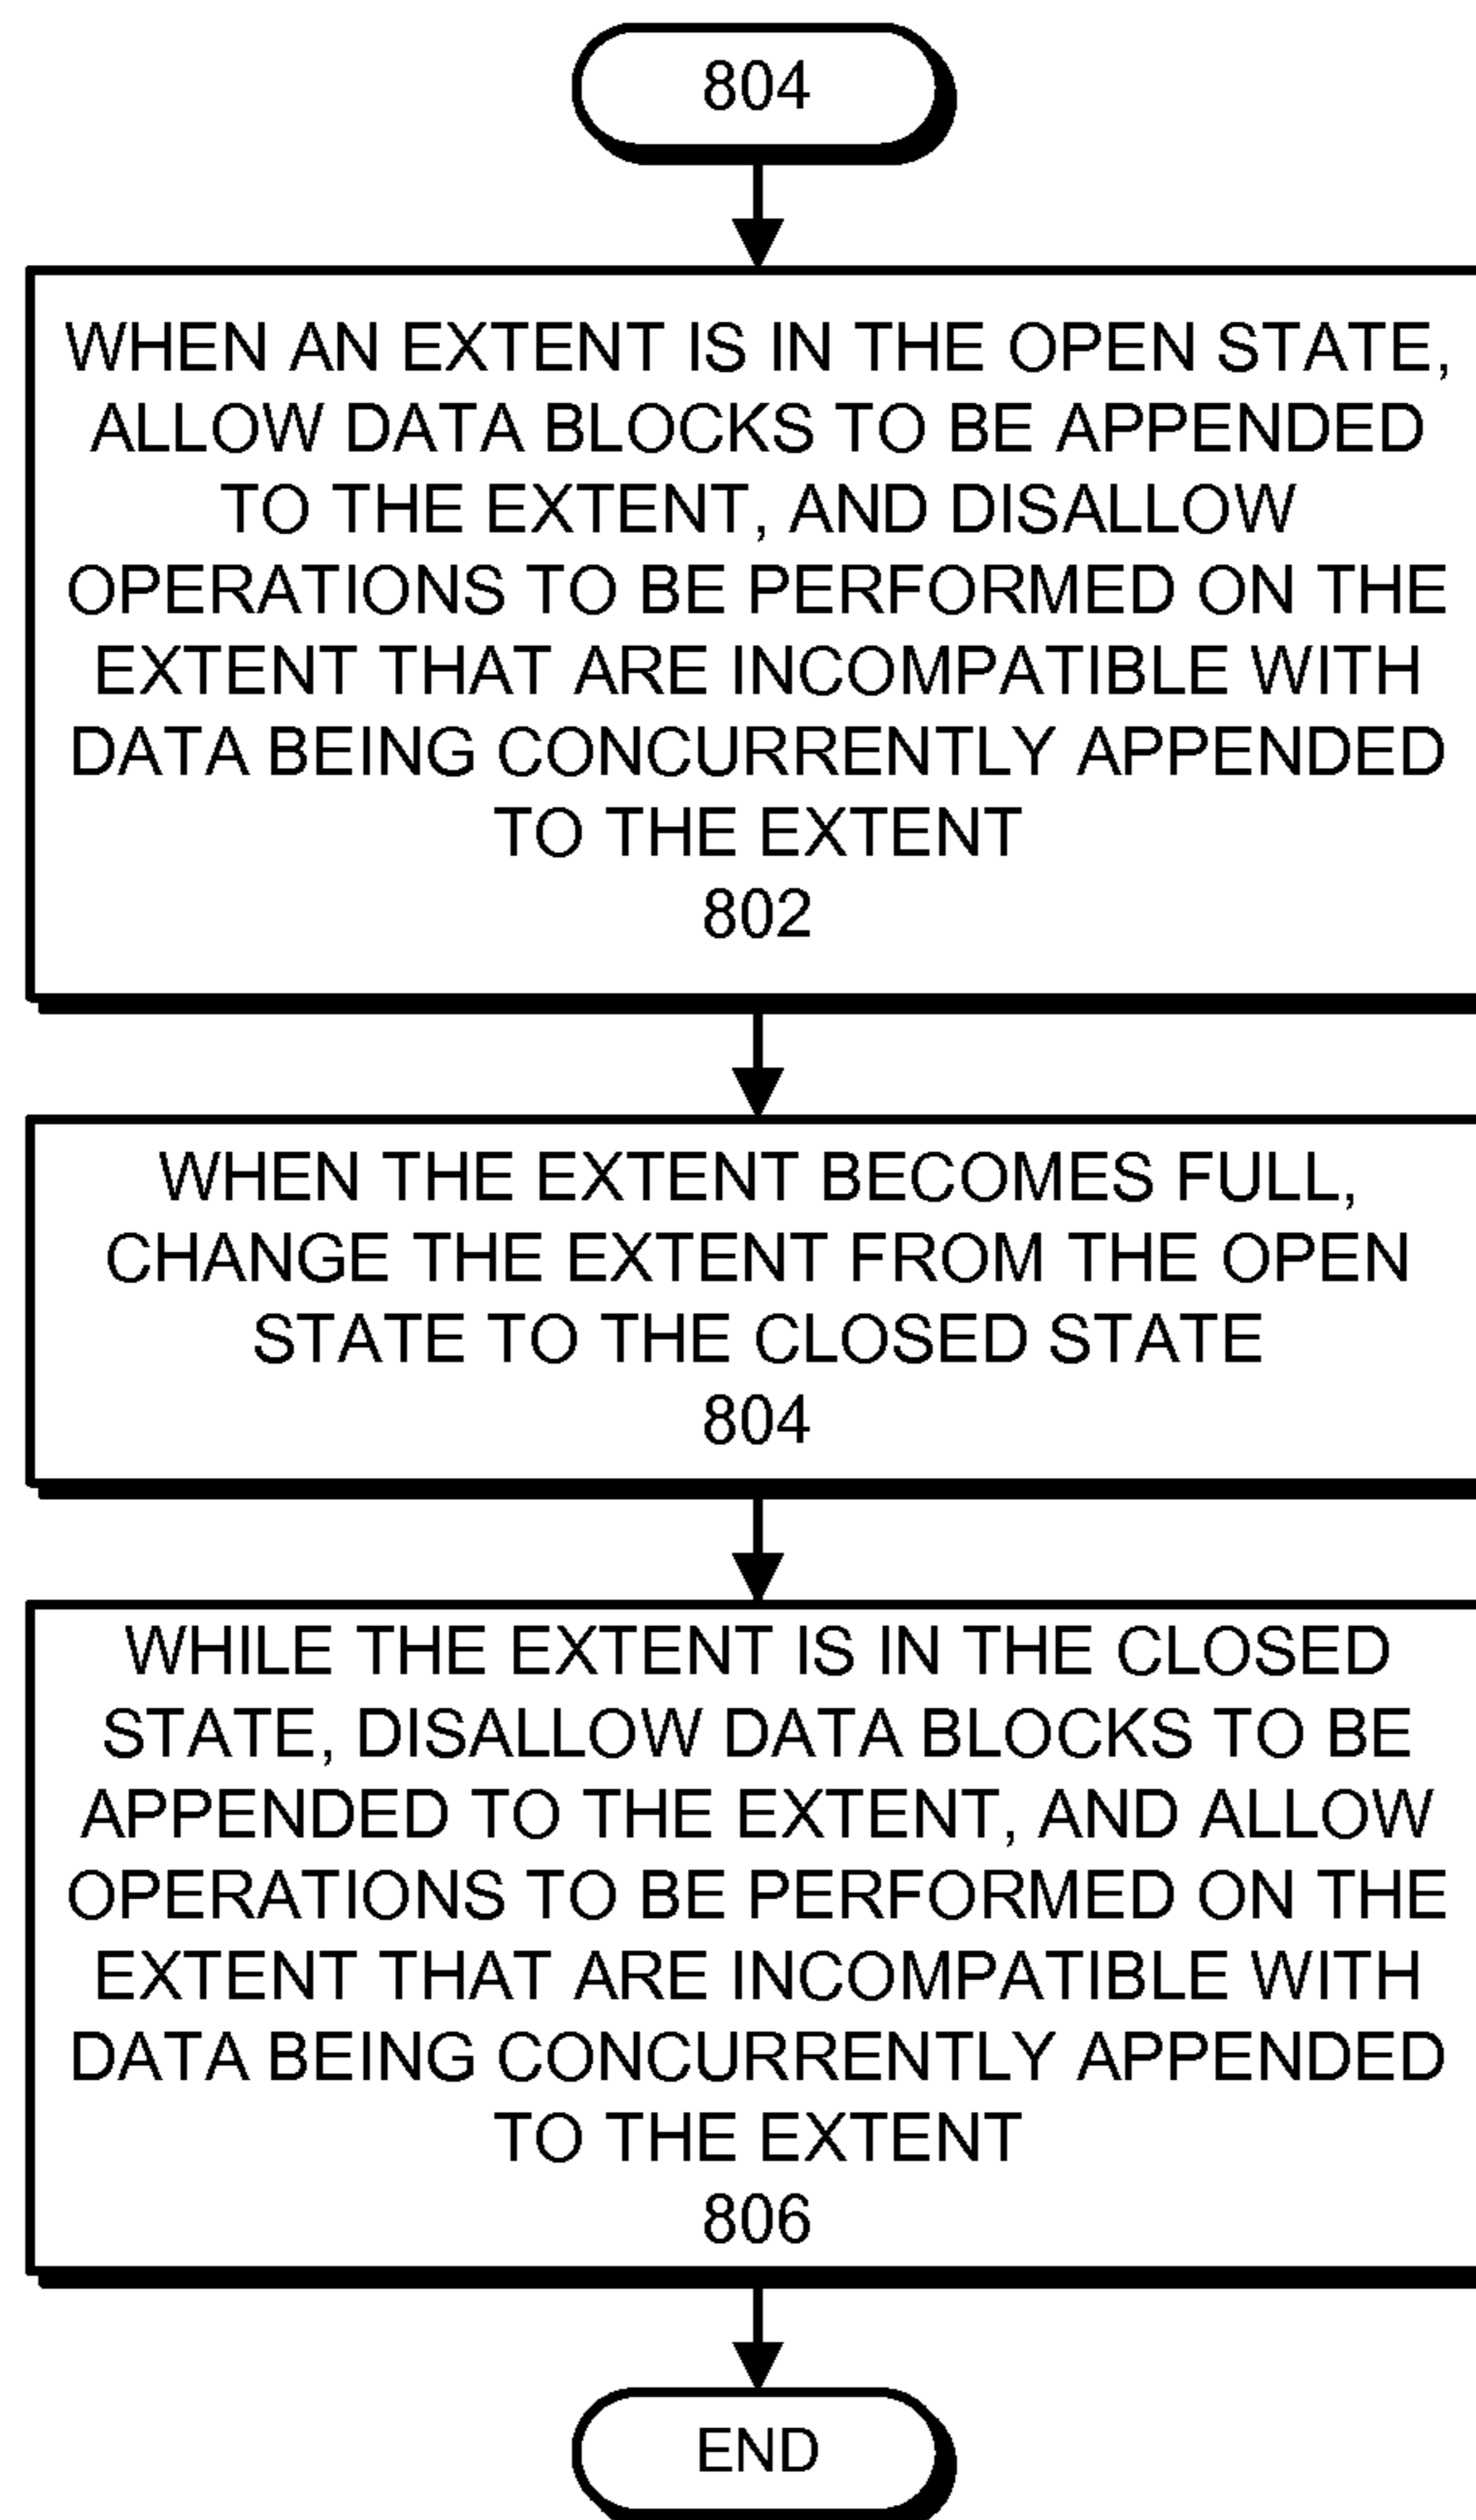 804
WHEN AN EXTENT IS IN THE OPEN STATE,
ALLOW DATA BLOCKS TO BE APPENDED
TO THE EXTENT, AND DISALLOW
OPERATIONS TO BE PERFORMED ON THE
EXTENT THAT ARE INCOMPATIBLE WITH
DATA BEING CONCURRENTLY APPENDED
TO THE EXTENT
802
WHEN THE EXTENT BECOMES FULL,
CHANGE THE EXTENT FROM THE OPEN
STATE TO THE CLOSED STATE
804
WHILE THE EXTENT IS IN THE CLOSED
STATE, DISALLOW DATA BLOCKS TO BE
APPENDED TO THE EXTENT, AND ALLOW
OPERATIONS TO BE PERFORMED ON THE
EXTENT THAT ARE INCOMPATIBLE WITH
DATA BEING CONCURRENTLY APPENDED
TO THE EXTENT
806
END